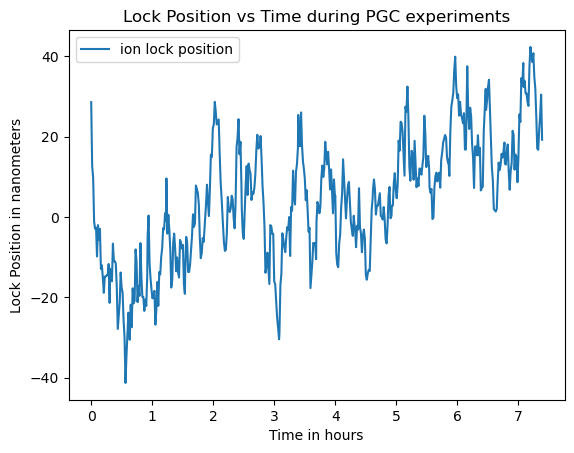 Lock Position vs Time during PGC experiments
ion lock position
Lock Position in nanometers
40
20
0
−20
−40
0 1 2 3 4 5 6 7
Time in hours